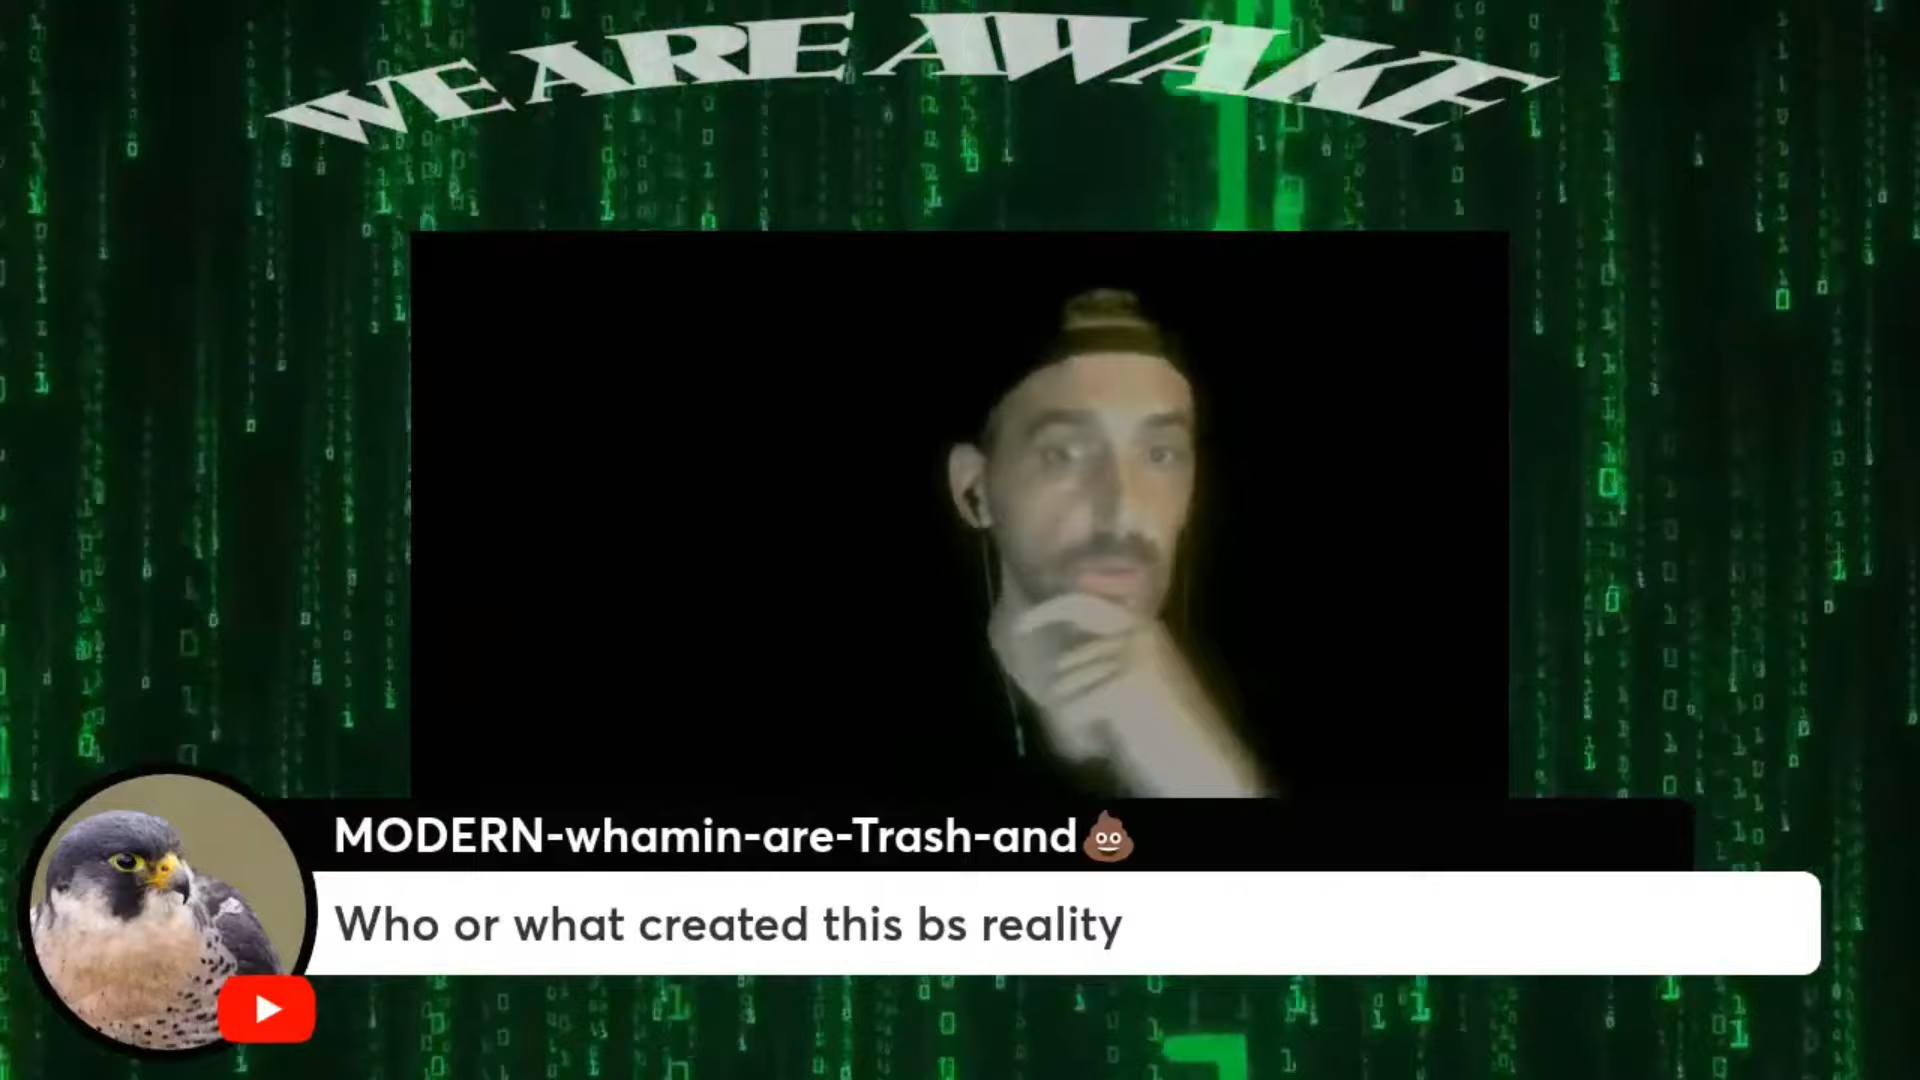 WE ARE AWAKE
MODERN-whamin-are-Trash-and💩
Who or what created this bs reality